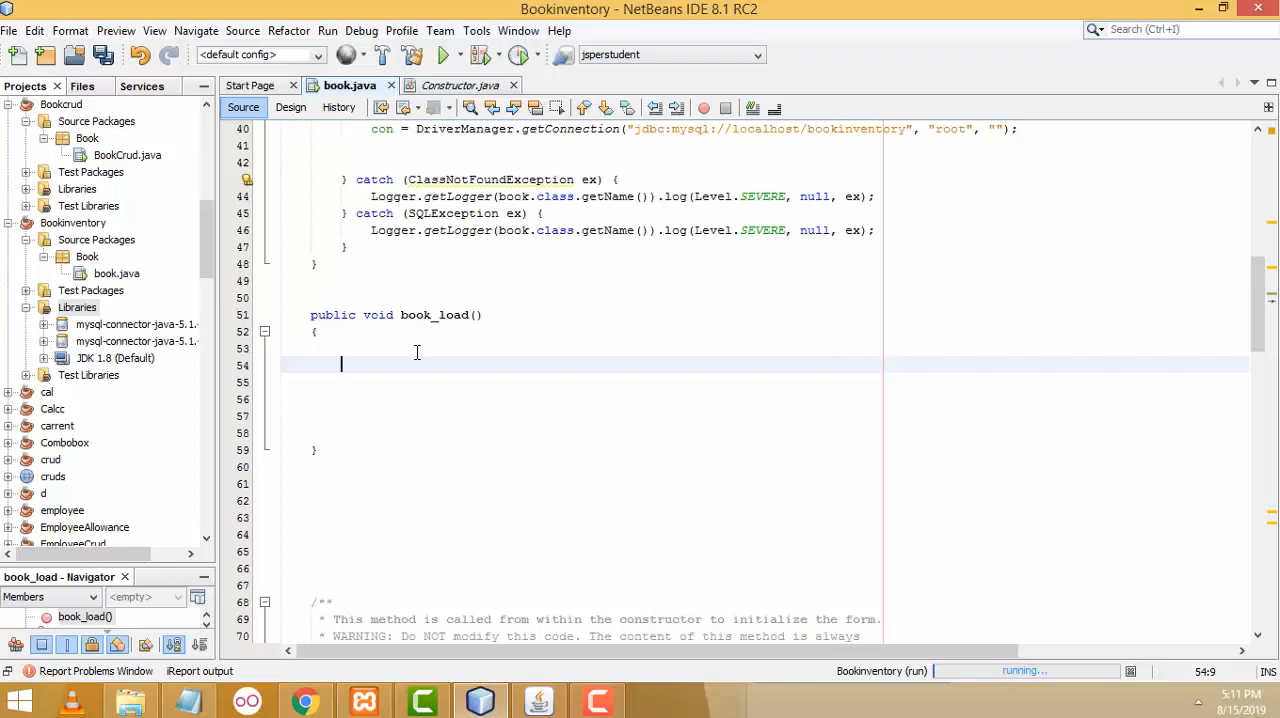 Bookinventory - NetBeans IDE 8.1 RC2
File Edit Format Preview View Navigate Source Refactor Run Debug Profile Team Tools Window Help
Search (Ctrl+I)
<default config>
jsperstudent
Projects Files Services
Start Page book.java Constructor.java
Source Design History
Bookcrud
Source Packages
Book
BookCrud.java
Test Packages
Libraries
Test Libraries
Bookinventory
Source Packages
Book
book.java
Test Packages
Libraries
mysql-connector-java-5.1.
mysql-connector-java-5.1.
JDK 1.8 (Default)
Test Libraries
cal
Calcc
carrent
Combobox
crud
cruds
d
employee
EmployeeAllowance
EmployeeCrud
40 con = DriverManager.getConnection("jdbc:mysql://localhost/bookinventory", "root", "");
41
42
} catch (ClassNotFoundException ex) {
44 Logger.getLogger(book.class.getName()).log(Level.SEVERE, null, ex);
45 } catch (SQLException ex) {
46 Logger.getLogger(book.class.getName()).log(Level.SEVERE, null, ex);
47 }
48 }
49
50
51 public void book_load()
52 {
53
54
55
56
57
58
59 }
60
61
62
63
64
65
66
67
68 /**
69 * This method is called from within the constructor to initialize the form.
70 * WARNING: Do NOT modify this code. The content of this method is always
book_load - Navigator
Members <empty>
book_load()
Report Problems Window iReport output
Bookinventory (run) running...
54:9 INS
5:11 PM
8/15/2019